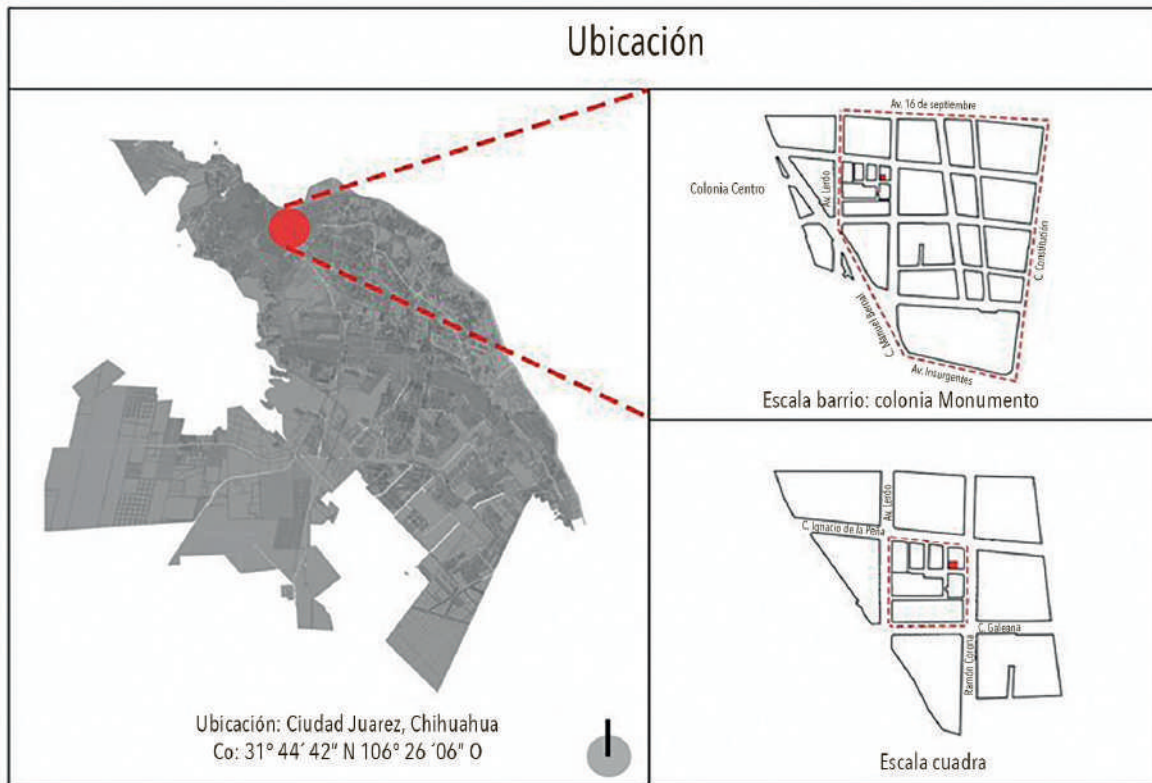 Ubicación
Ubicación: Ciudad Juarez, Chihuahua
Co: 31° 44´ 42" N 106° 26 ´06" O
Av. 16 de septiembre
Colonia Centro
Av. Lerdo
C. Constitución
C. Manuel Bernal
Av. Insurgentes
Escala barrio: colonia Monumento
Av. Lerdo
C. Ignacio de la Peña
C. Galeana
Ramón Corona
Escala cuadra